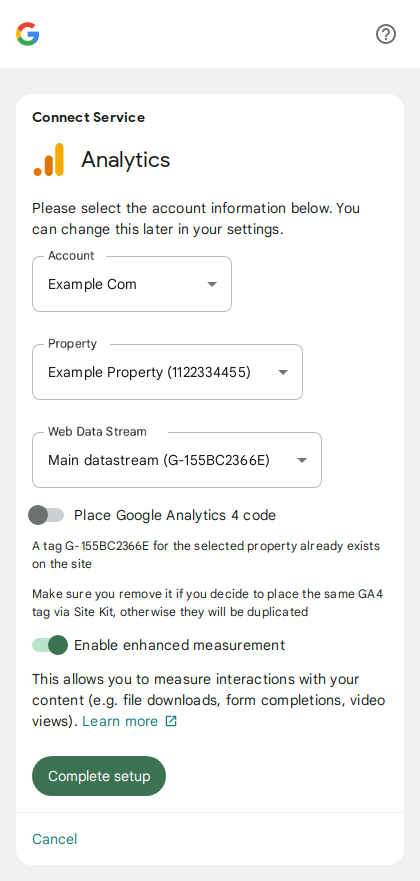 Connect Service
Analytics
Please select the account information below. You
can change this later in your settings.
Account
Example Com
Property
Example Property (1122334455)
Web Data Stream
Main datastream (G-155BC2366E)
Place Google Analytics 4 code
A tag G-155BC2366E for the selected property already exists
on the site
Make sure you remove it if you decide to place the same GA4
tag via Site Kit, otherwise they will be duplicated
Enable enhanced measurement
This allows you to measure interactions with your
content (e.g. file downloads, form completions, video
views). Learn more
Complete setup
Cancel